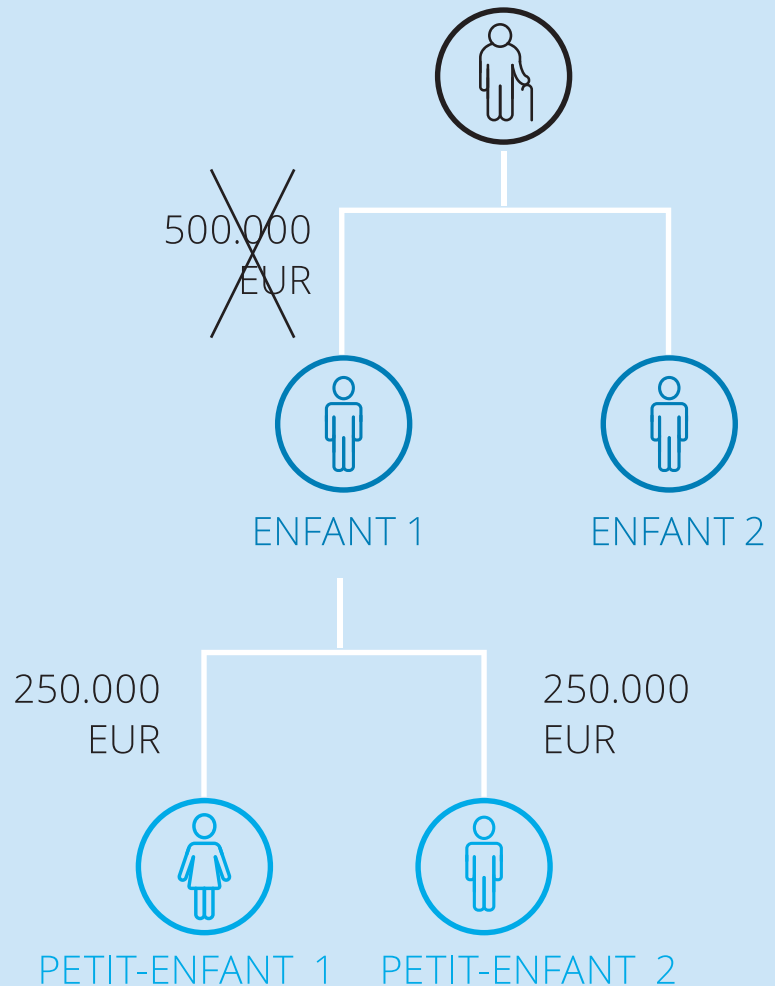 500.000
EUR
ENFANT 1
ENFANT 2
250.000
EUR
250.000
EUR
PETIT-ENFANT 1
PETIT-ENFANT 2